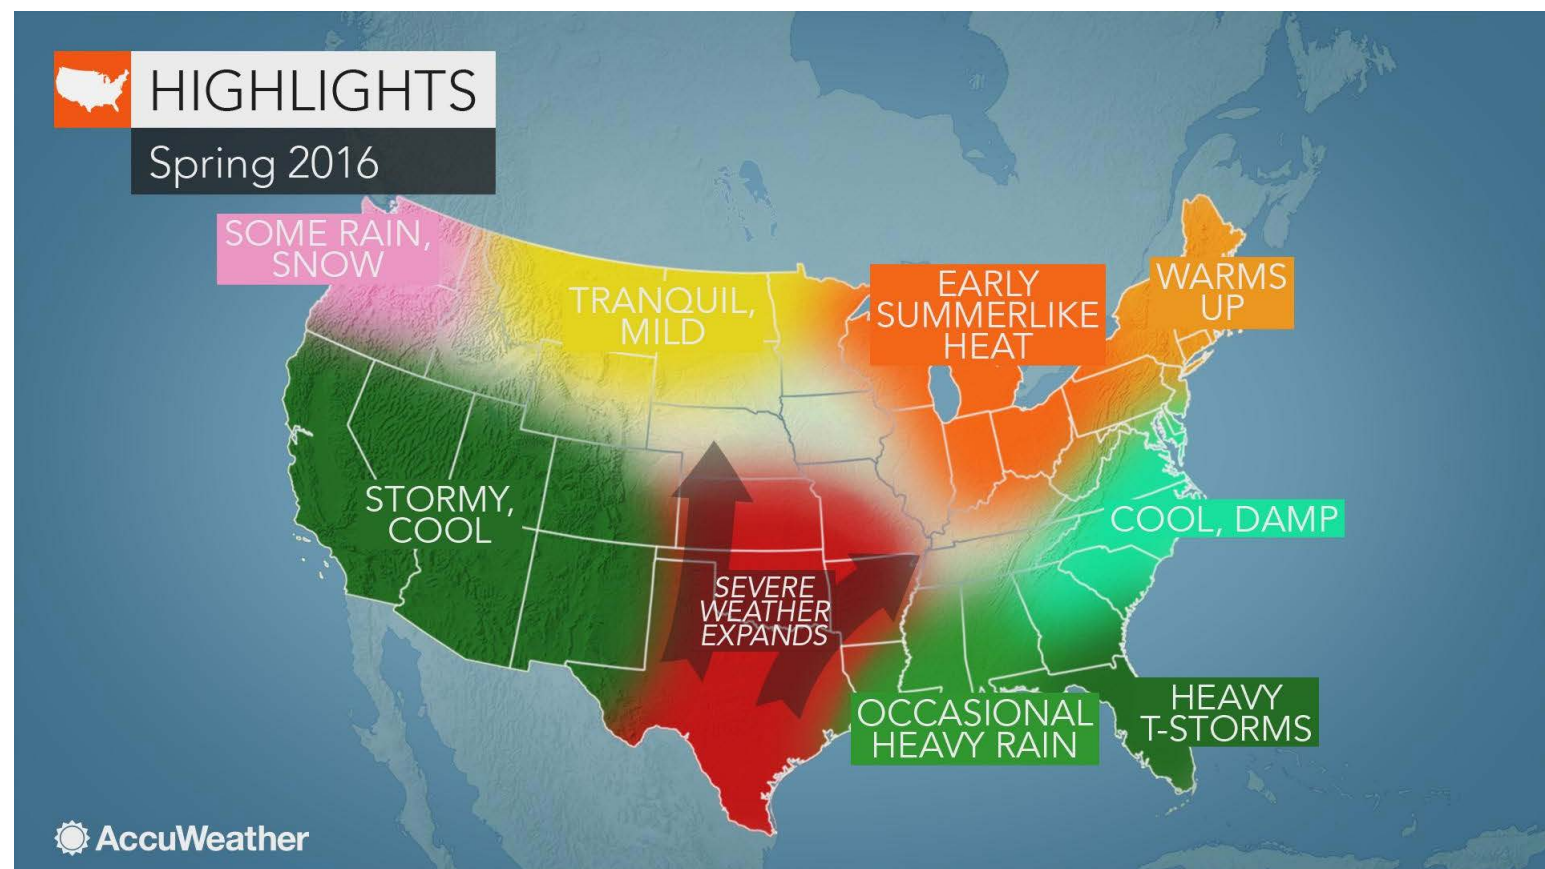 HIGHLIGHTS
Spring 2016
SOME RAIN,
SNOW
TRANQUIL,
MILD
EARLY
SUMMERLIKE
HEAT
WARMS
UP
STORMY,
COOL
COOL, DAMP
SEVERE
WEATHER
EXPANDS
OCCASIONAL
HEAVY RAIN
HEAVY
T-STORMS
AccuWeather